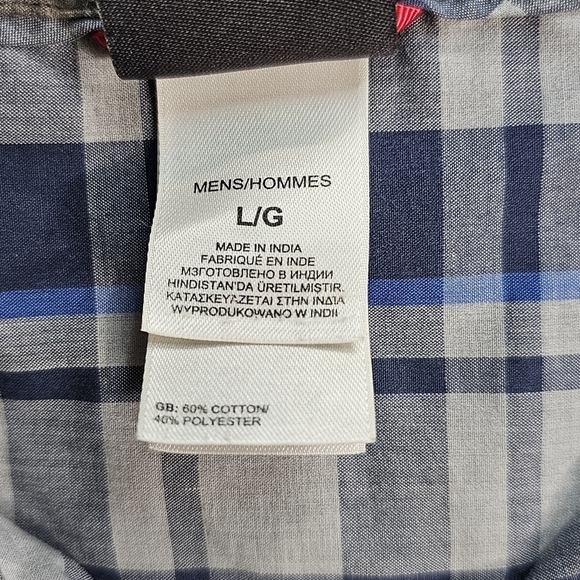 MENS/HOMMES
L/G
MADE IN INDIA
FABRIQUÉ EN INDE
ИЗГОТОВЛЕНО В ИНДИИ
HINDISTAN'DA ÜRETILMIŞTIR.
ΚΑΤΑΣΚΕΥΑΖΕΤΑΙ ΣΤΗΝ ΙΝΔΙΑ
WYPRODUKOWANO W INDII
GB: 60% COTTON/
40% POLYESTER